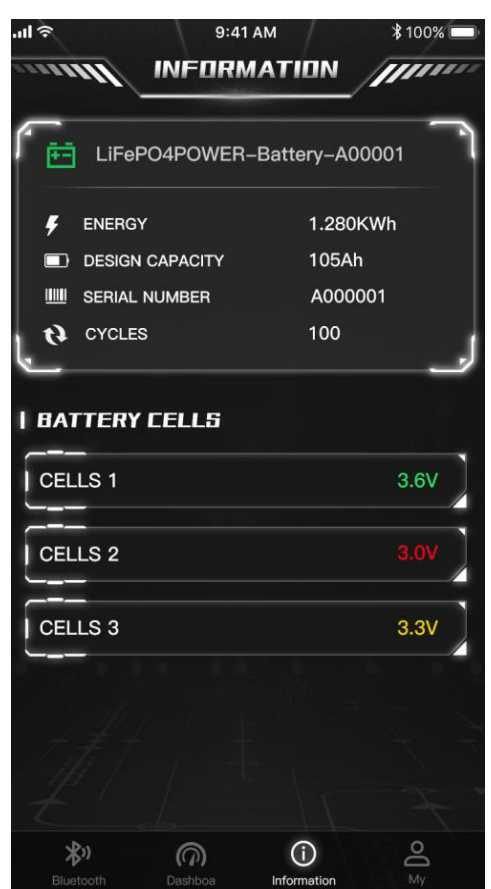 9:41 AM 100%
INFORMATION
LiFePO4POWER-Battery-A00001
ENERGY 1.280KWh
DESIGN CAPACITY 105Ah
SERIAL NUMBER A000001
CYCLES 100
BATTERY CELLS
CELLS 1 3.6V
CELLS 2 3.0V
CELLS 3 3.3V
Bluetooth Dashboa Information My